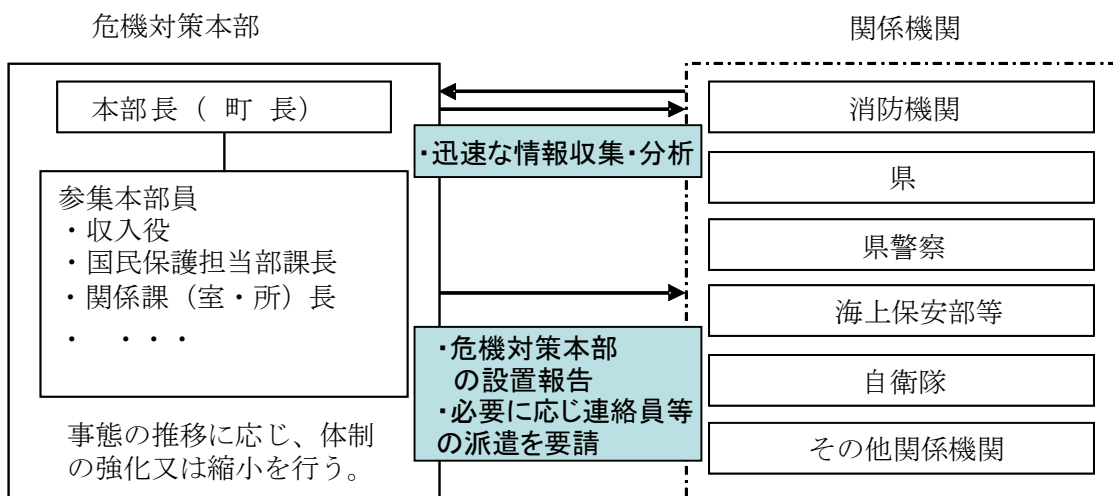 危機対策本部
本部長（ 町 長）
参集本部員
・収入役
・国民保護担当部課長
・関係課（室・所）長
・ ・・・
事態の推移に応じ、体制
の強化又は縮小を行う。
・迅速な情報収集・分析
・危機対策本部
の設置報告
・必要に応じ連絡員等
の派遣を要請
関係機関
消防機関
県
県警察
海上保安部等
自衛隊
その他関係機関